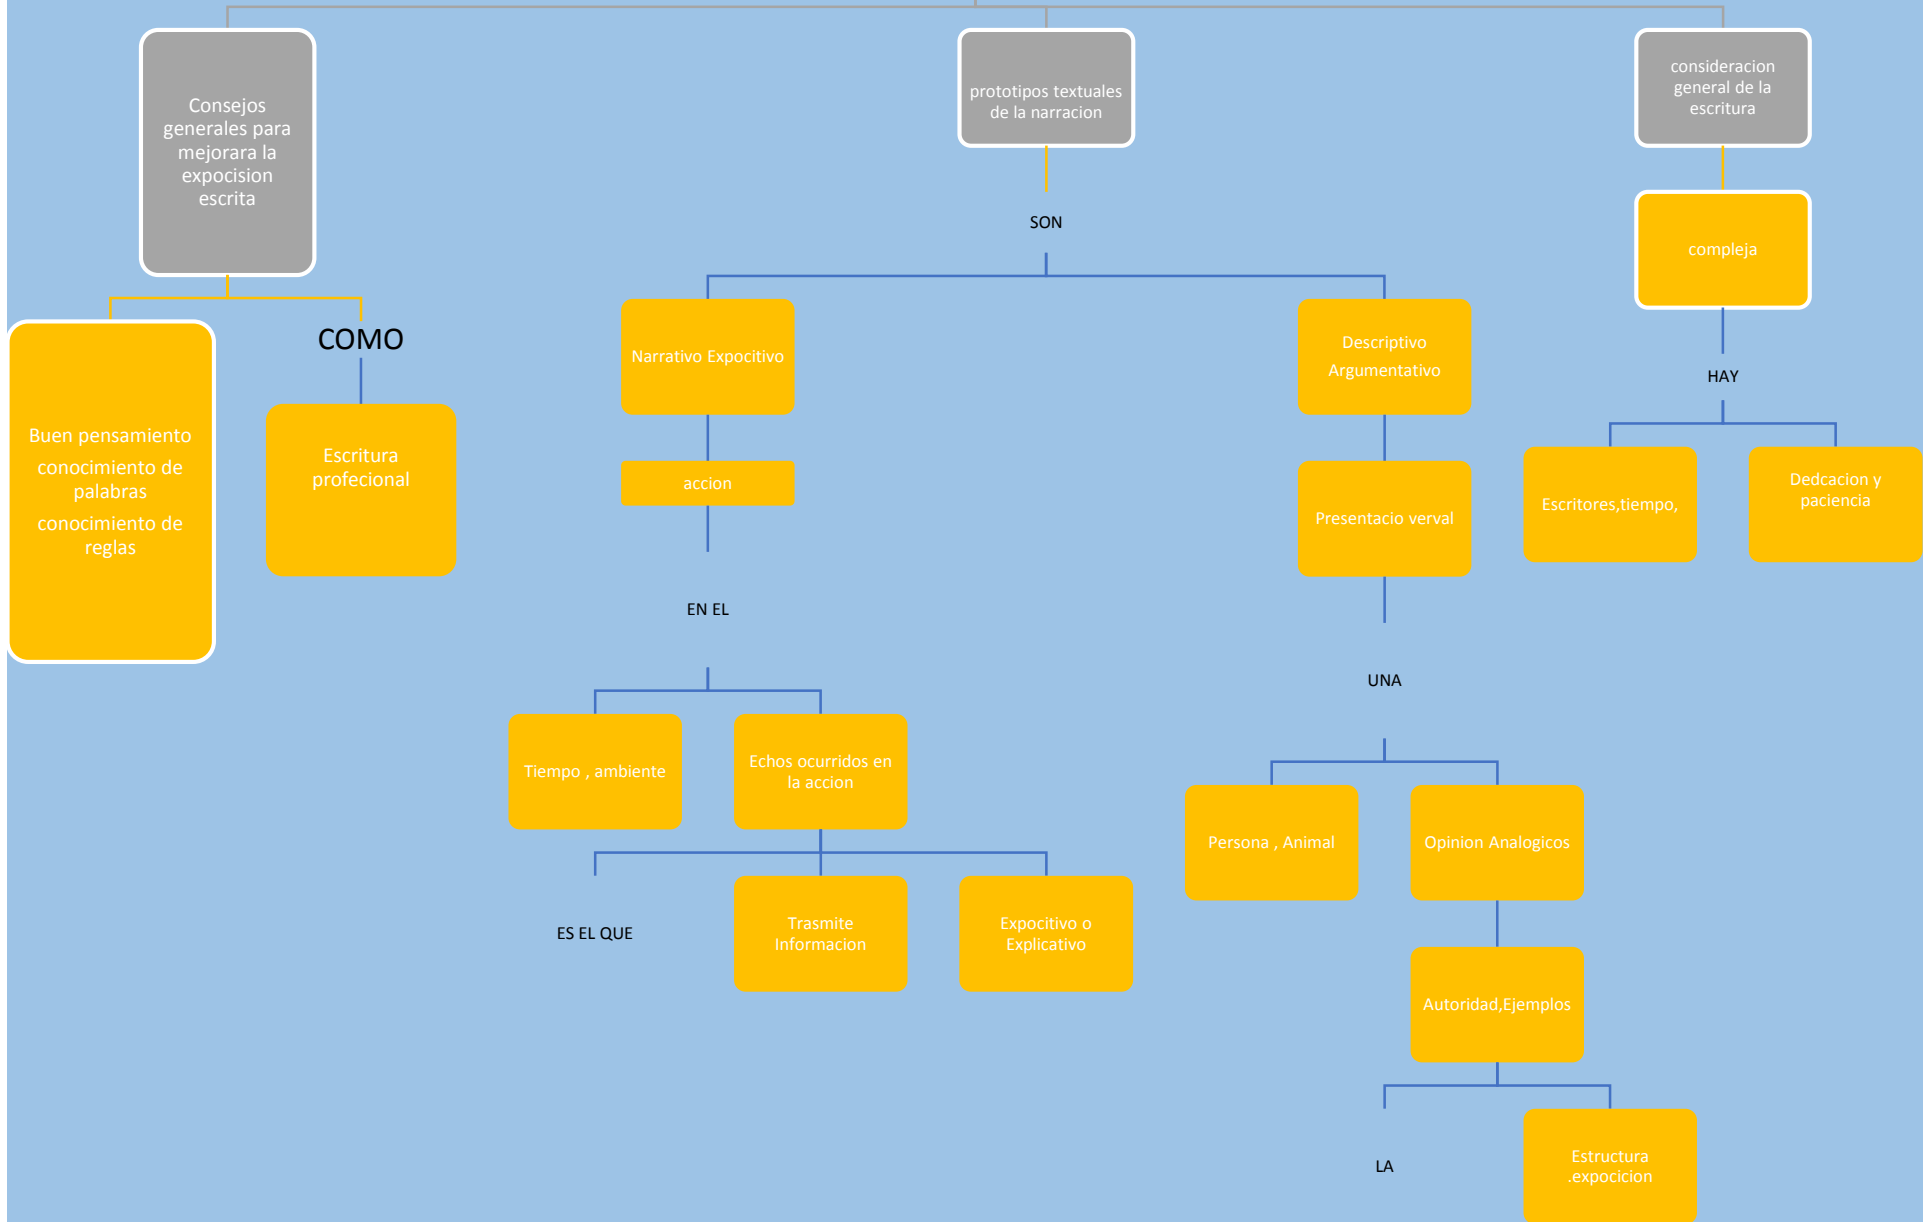 Consejos
generales para
mejorara la
expocision
escrita
prototipos textuales
de la narracion
consideracion
general de la
escritura
SON
compleja
COMO
Narrativo Expocitivo
Descriptivo
Argumentativo
HAY
Buen pensamiento
conocimiento de
palabras
conocimiento de
reglas
Escritura
profecional
accion
Presentacio verval
Escritores,tiempo,
Dedcacion y
paciencia
EN EL
UNA
Tiempo , ambiente
Echos ocurridos en
la accion
Persona , Animal
Opinion Analogicos
ES EL QUE
Trasmite
Informacion
Expocitivo o
Explicativo
Autoridad,Ejemplos
LA
Estructura
.expocicion